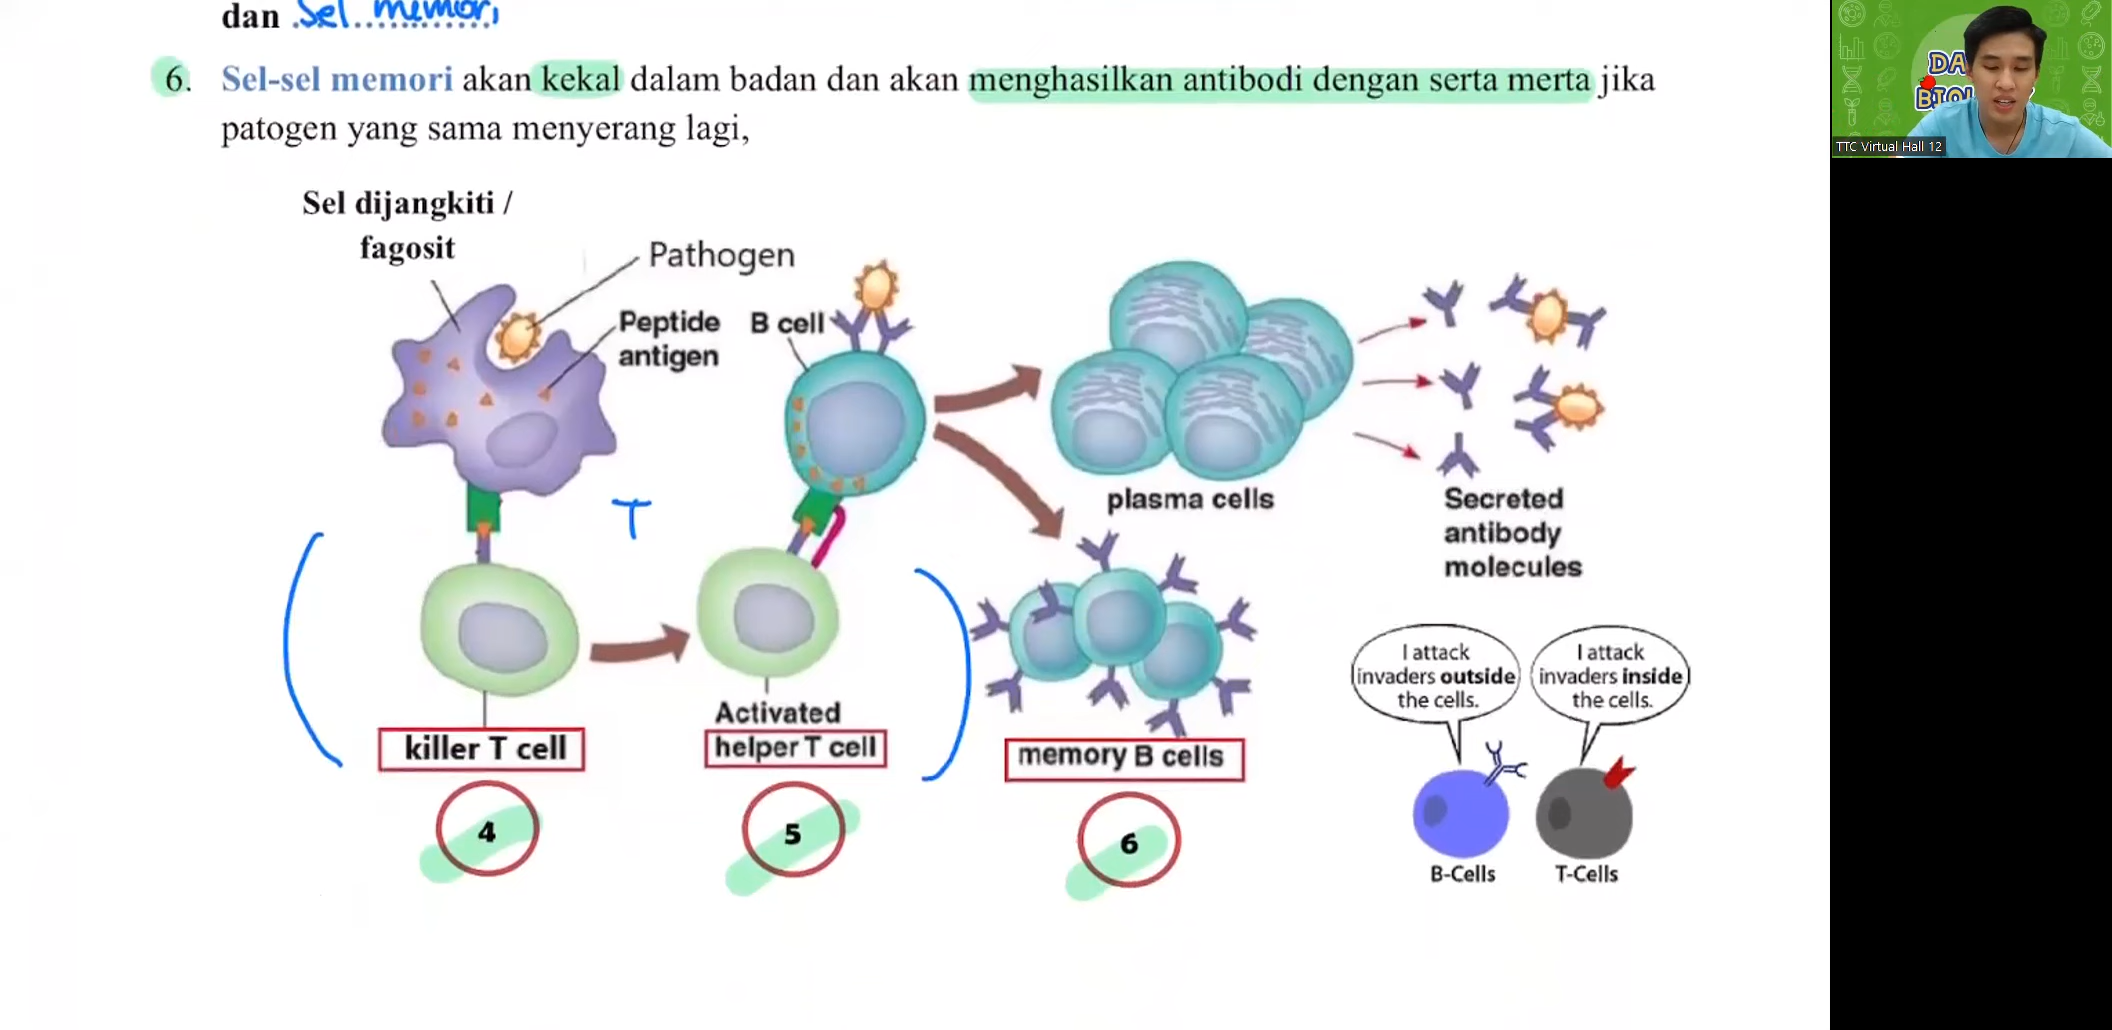 dan .Sel memori
6. Sel-sel memori akan kekal dalam badan dan akan menghasilkan antibodi dengan serta merta jika
patogen yang sama menyerang lagi,
Sel dijangkiti /
fagosit
Pathogen
Peptide
antigen
B cell
plasma cells
Secreted
antibody
molecules
T
killer T cell
Activated
helper T cell
memory B cells
4
5
6
I attack
invaders outside
the cells.
I attack
invaders inside
the cells.
B-Cells
T-Cells
DA
TTC Virtual Hall 12